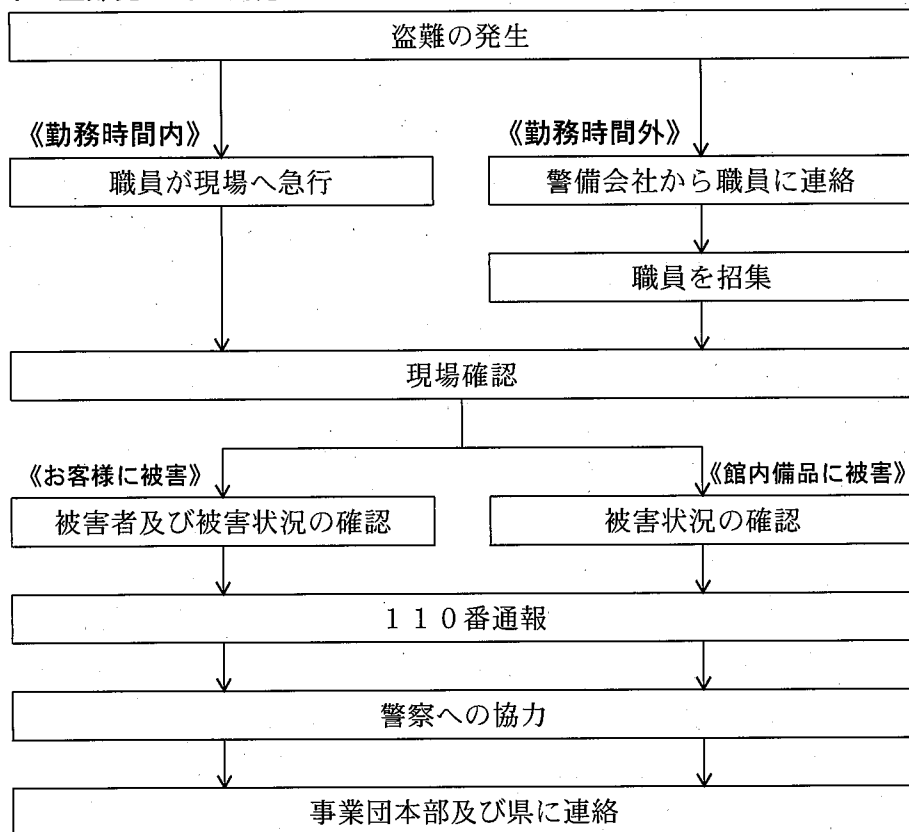 盗難の発生
《勤務時間内》
《勤務時間外》
職員が現場へ急行
警備会社から職員に連絡
職員を招集
現場確認
《お客様に被害》
《館内備品に被害》
被害者及び被害状況の確認
被害状況の確認
１１０番通報
警察への協力
事業団本部及び県に連絡